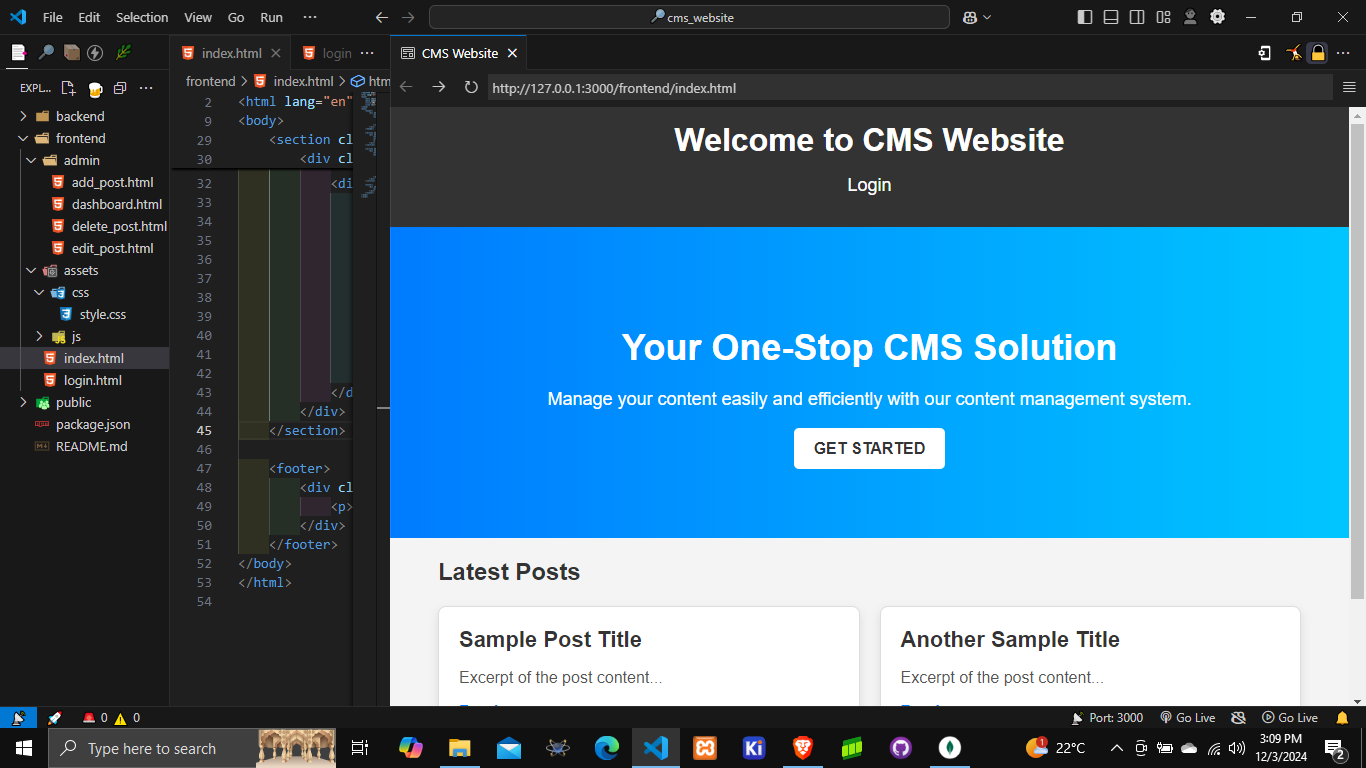 File Edit Selection View Go Run ··· cms_website
index.html login ···
CMS Website
EXPL... ···
frontend > index.html > htm
http://127.0.0.1:3000/frontend/index.html
backend
frontend
admin
add_post.html
dashboard.html
delete_post.html
edit_post.html
assets
css
style.css
js
index.html
login.html
public
package.json
README.md
2 <html lang="en"
9 <body>
29 <section cl
30 <div cl
32 <di
33
34
35
36
37
38
39
40
41
42
43 </d
44 </div>
45 </section>
46
47 <footer>
48 <div cl
49 <p>
50 </div>
51 </footer>
52 </body>
53 </html>
54
Welcome to CMS Website
Login
Your One-Stop CMS Solution
Manage your content easily and efficiently with our content management system.
GET STARTED
Latest Posts
Sample Post Title
Excerpt of the post content...
Another Sample Title
Excerpt of the post content...
0 0 Port: 3000 Go Live Go Live
Type here to search
Ki
1 22°C
3:09 PM
12/3/2024
2